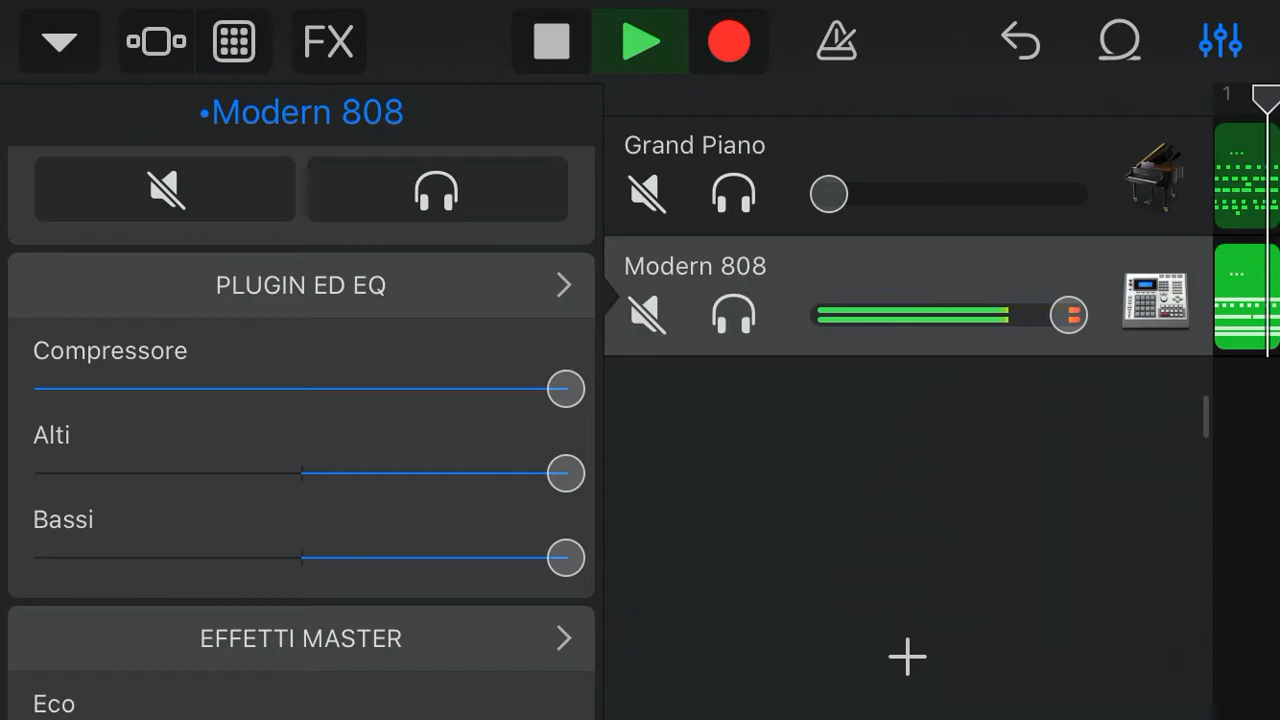 FX
•Modern 808
PLUGIN ED EQ
Compressore
Alti
Bassi
EFFETTI MASTER
Eco
Grand Piano
Modern 808
1
...
...